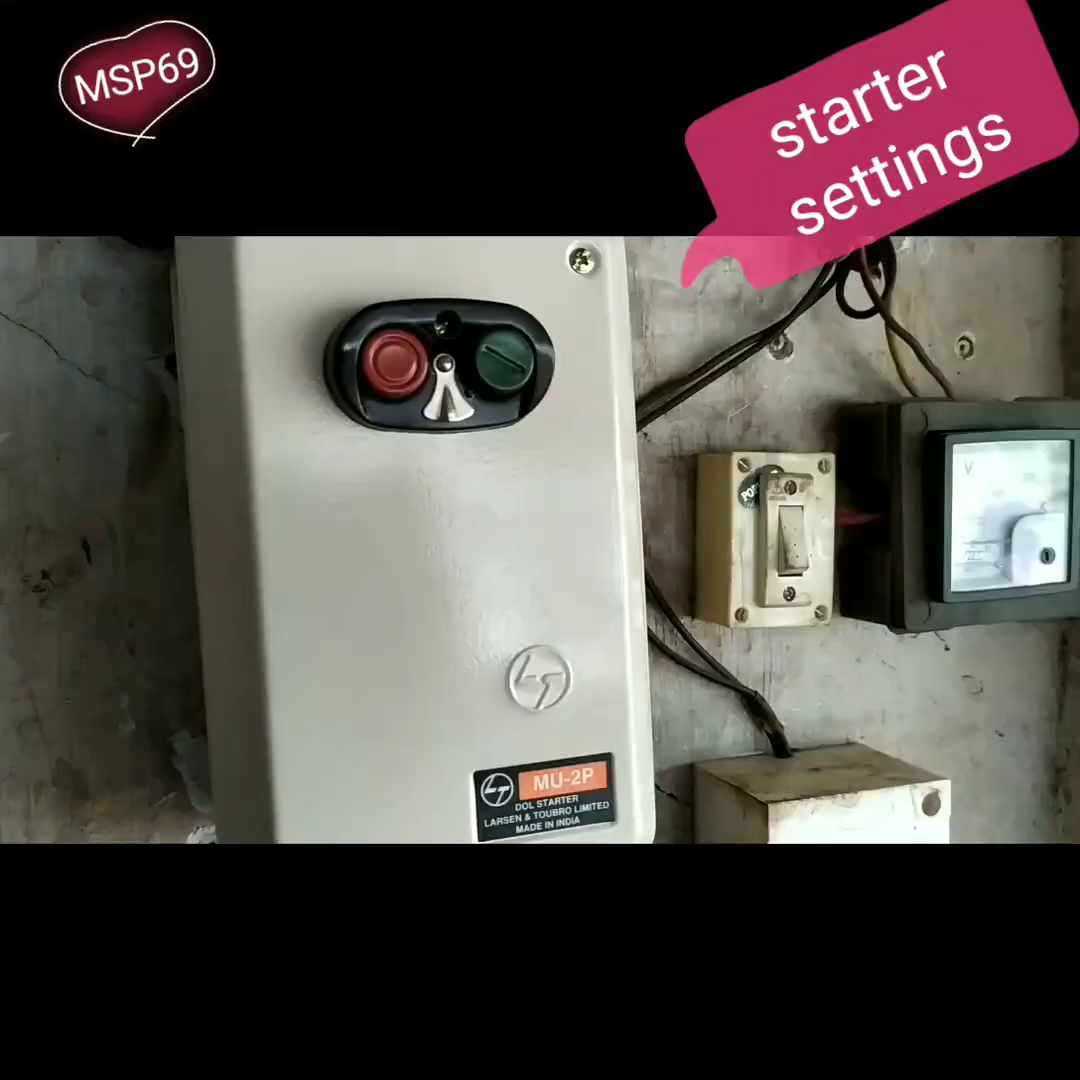 MSP69
starter
settings
V
MU-2P
DOL STARTER
LARSEN & TOUBRO LIMITED
MADE IN INDIA